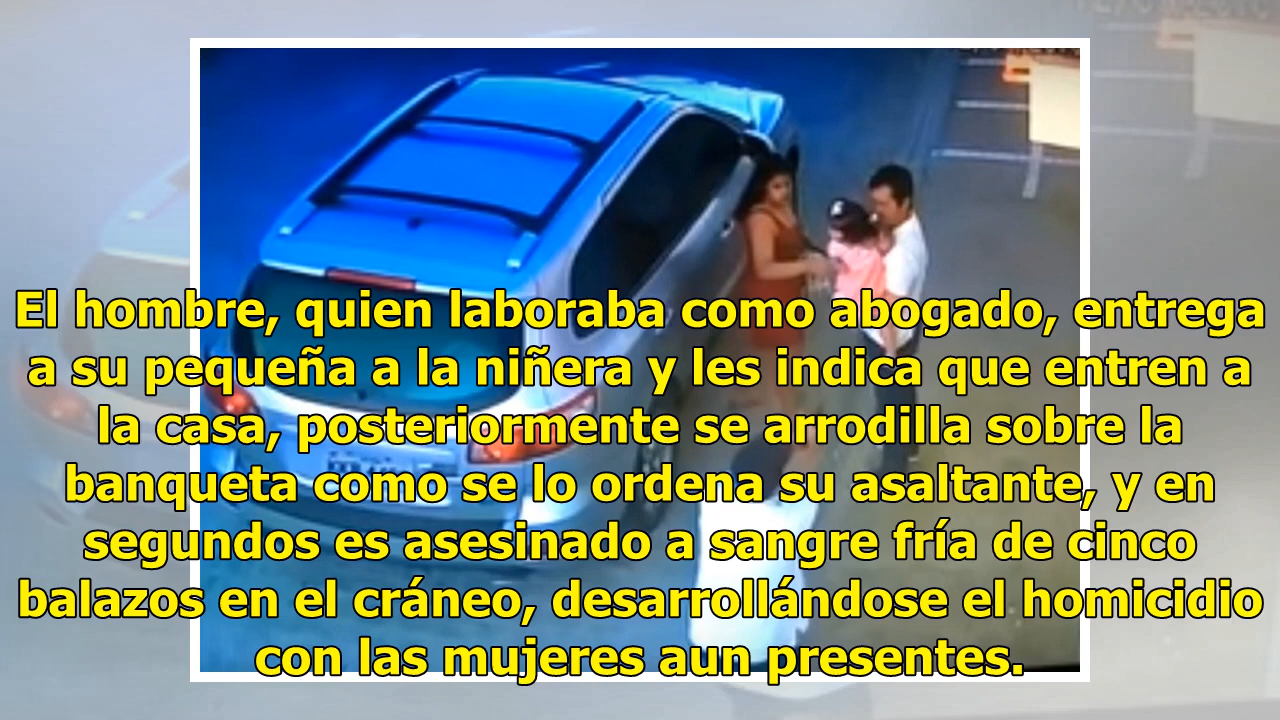 El hombre, quien laboraba como abogado, entrega
a su pequeña a la niñera y les indica que entren a
la casa, posteriormente se arrodilla sobre la
banqueta como se lo ordena su asaltante, y en
segundos es asesinado a sangre fría de cinco
balazos en el cráneo, desarrollándose el homicidio
con las mujeres aun presentes.